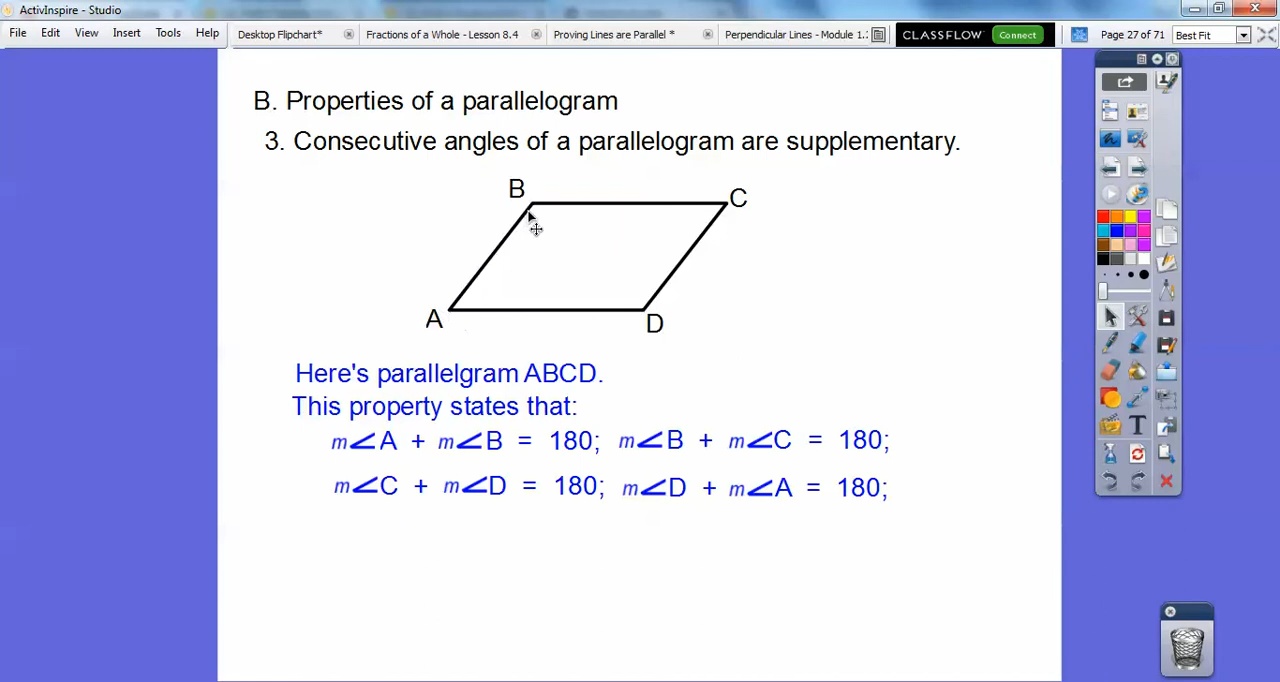 ActivInspire - Studio
File Edit View Insert Tools Help
Desktop Flipchart* Fractions of a Whole - Lesson 8.4 Proving Lines are Parallel * Perpendicular Lines - Module 1.:
CLASSFLOW Connect
Page 27 of 71 Best Fit
B. Properties of a parallelogram
3. Consecutive angles of a parallelogram are supplementary.
B
C
A
D
Here's parallelgram ABCD.
This property states that:
m∠A + m∠B = 180; m∠B + m∠C = 180;
m∠C + m∠D = 180; m∠D + m∠A = 180;
T